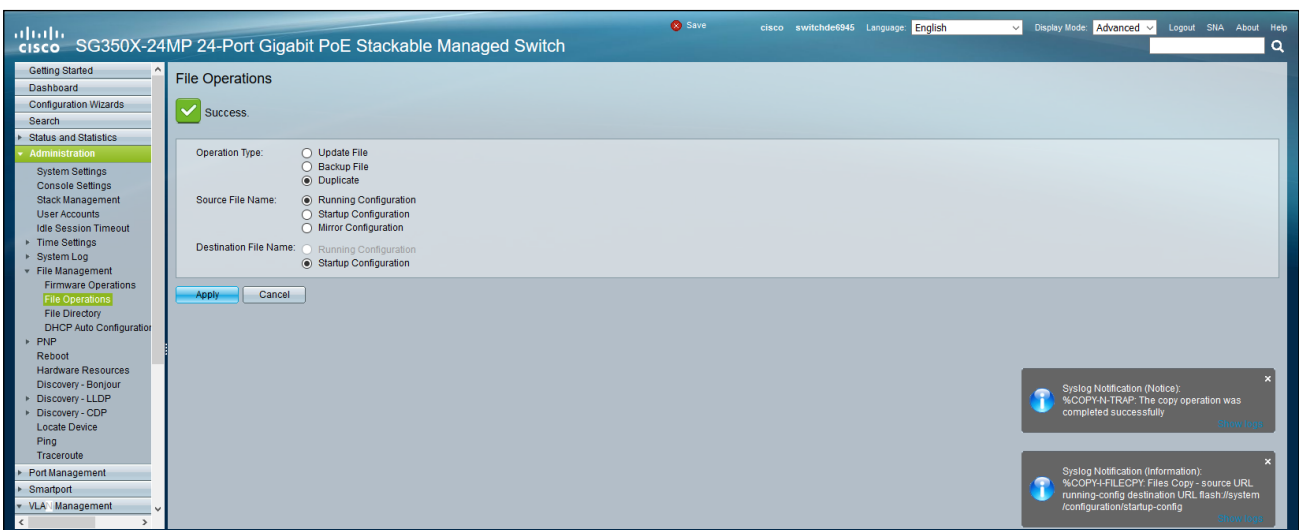 Save
cisco switchde6945 Language: English Display Mode: Advanced Logout SNA About Help
CISCO SG350X-24MP 24-Port Gigabit PoE Stackable Managed Switch
Getting Started
Dashboard
Configuration Wizards
Search
Status and Statistics
Administration
System Settings
Console Settings
Stack Management
User Accounts
Idle Session Timeout
Time Settings
System Log
File Management
Firmware Operations
File Operations
File Directory
DHCP Auto Configuration
PNP
Reboot
Hardware Resources
Discovery - Bonjour
Discovery - LLDP
Discovery - CDP
Locate Device
Ping
Traceroute
Port Management
Smartport
VLAN Management
File Operations
Success.
Operation Type: Update File
Backup File
Duplicate
Source File Name: Running Configuration
Startup Configuration
Mirror Configuration
Destination File Name: Running Configuration
Startup Configuration
Apply Cancel
Syslog Notification (Notice):
%COPY-N-TRAP: The copy operation was
completed successfully
Syslog Notification (Information):
%COPY-I-FILECPY: Files Copy - source URL
running-config destination URL flash://system
/configuration/startup-config